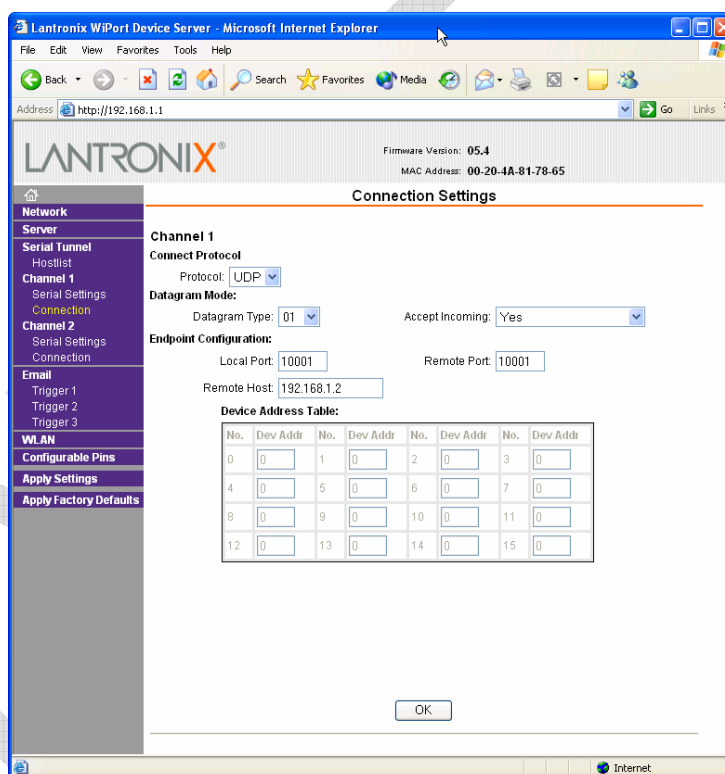 Lantronix WiPort Device Server - Microsoft Internet Explorer
File Edit View Favorites Tools Help
Back Search Favorites Media
Address http://192.168.1.1 Go Links
LANTRONIX®
Firmware Version: 05.4
MAC Address: 00-20-4A-81-78-65
Connection Settings
Network
Server
Serial Tunnel
Hostlist
Channel 1
Serial Settings
Connection
Channel 2
Serial Settings
Connection
Email
Trigger 1
Trigger 2
Trigger 3
WLAN
Configurable Pins
Apply Settings
Apply Factory Defaults
Channel 1
Connect Protocol
Protocol: UDP
Datagram Mode:
Datagram Type: 01 Accept Incoming: Yes
Endpoint Configuration:
Local Port: 10001 Remote Port: 10001
Remote Host: 192.168.1.2
Device Address Table:
No. Dev Addr No. Dev Addr No. Dev Addr No. Dev Addr
0 0 1 0 2 0 3 0
4 0 5 0 6 0 7 0
8 0 9 0 10 0 11 0
12 0 13 0 14 0 15 0
OK
Internet